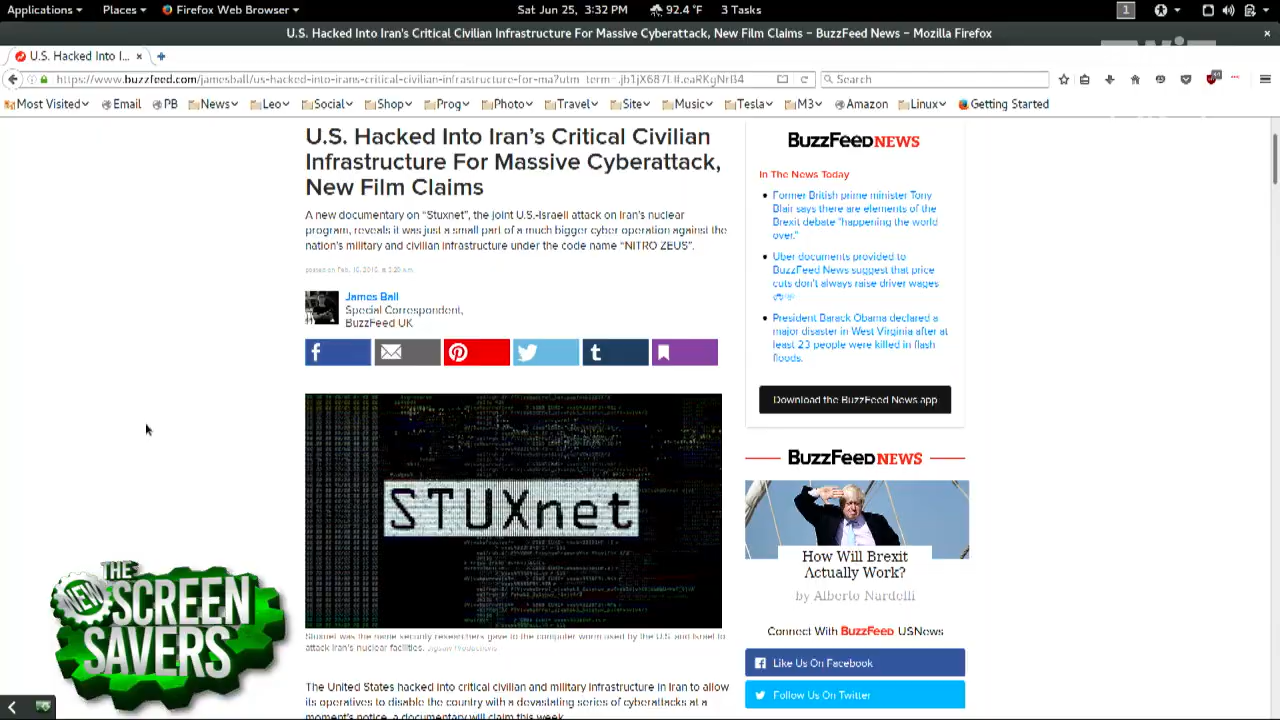 Applications
Places
Firefox Web Browser
Sat Jun 25, 3:32 PM
92.4 °F
3 Tasks
1
U.S. Hacked Into Iran's Critical Civilian Infrastructure For Massive Cyberattack, New Film Claims – BuzzFeed News – Mozilla Firefox
U.S. Hacked Into I...
https://www.buzzfeed.com/jamesball/us-hacked-into-irans-critical-civilian-infrastructure-for-ma?utm_term=
Search
Most Visited
Email
PB
News
Leo
Social
Shop
Prog
Photo
Travel
Site
Music
Tesla
M3
Amazon
Linux
Getting Started
U.S. Hacked Into Iran's Critical Civilian
Infrastructure For Massive Cyberattack,
New Film Claims
A new documentary on "Stuxnet", the joint U.S.-Israeli attack on Iran's nuclear
program, reveals it was just a small part of a much bigger cyber operation against the
nation's military and civilian infrastructure under the code name "NITRO ZEUS".
James Ball
Special Correspondent,
BuzzFeed UK
STUXnet
Stuxnet was the name security researchers gave to the computer worm used by the U.S. and Israel to
attack Iran's nuclear facilities.
The United States hacked into critical civilian and military infrastructure in Iran to allow
its operatives to disable the country with a devastating series of cyberattacks at a
moment's notice, a documentary will claim this week.
BuzzFeed NEWS
In The News Today
Former British prime minister Tony
Blair says there are elements of the
Brexit debate "happening the world
over."
Uber documents provided to
BuzzFeed News suggest that price
cuts don't always raise driver wages
President Barack Obama declared a
major disaster in West Virginia after
at least 23 people were killed in flash
floods.
Download the BuzzFeed News app
BuzzFeed NEWS
How Will Brexit
Actually Work?
by Alberto Nardelli
Connect With BuzzFeed USNews
Like Us On Facebook
Follow Us On Twitter
THE
NEW
SCREEN
SAVERS
TWiT